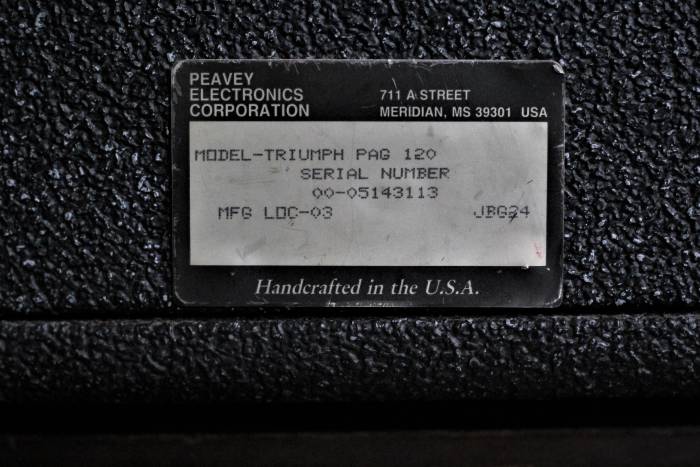 PEAVEY
ELECTRONICS
CORPORATION
711 A STREET
MERIDIAN, MS 39301 USA
MODEL-TRIUMPH PAG 120
SERIAL NUMBER
00-05143113
MFG LOC-03 JBG24
Handcrafted in the U.S.A.